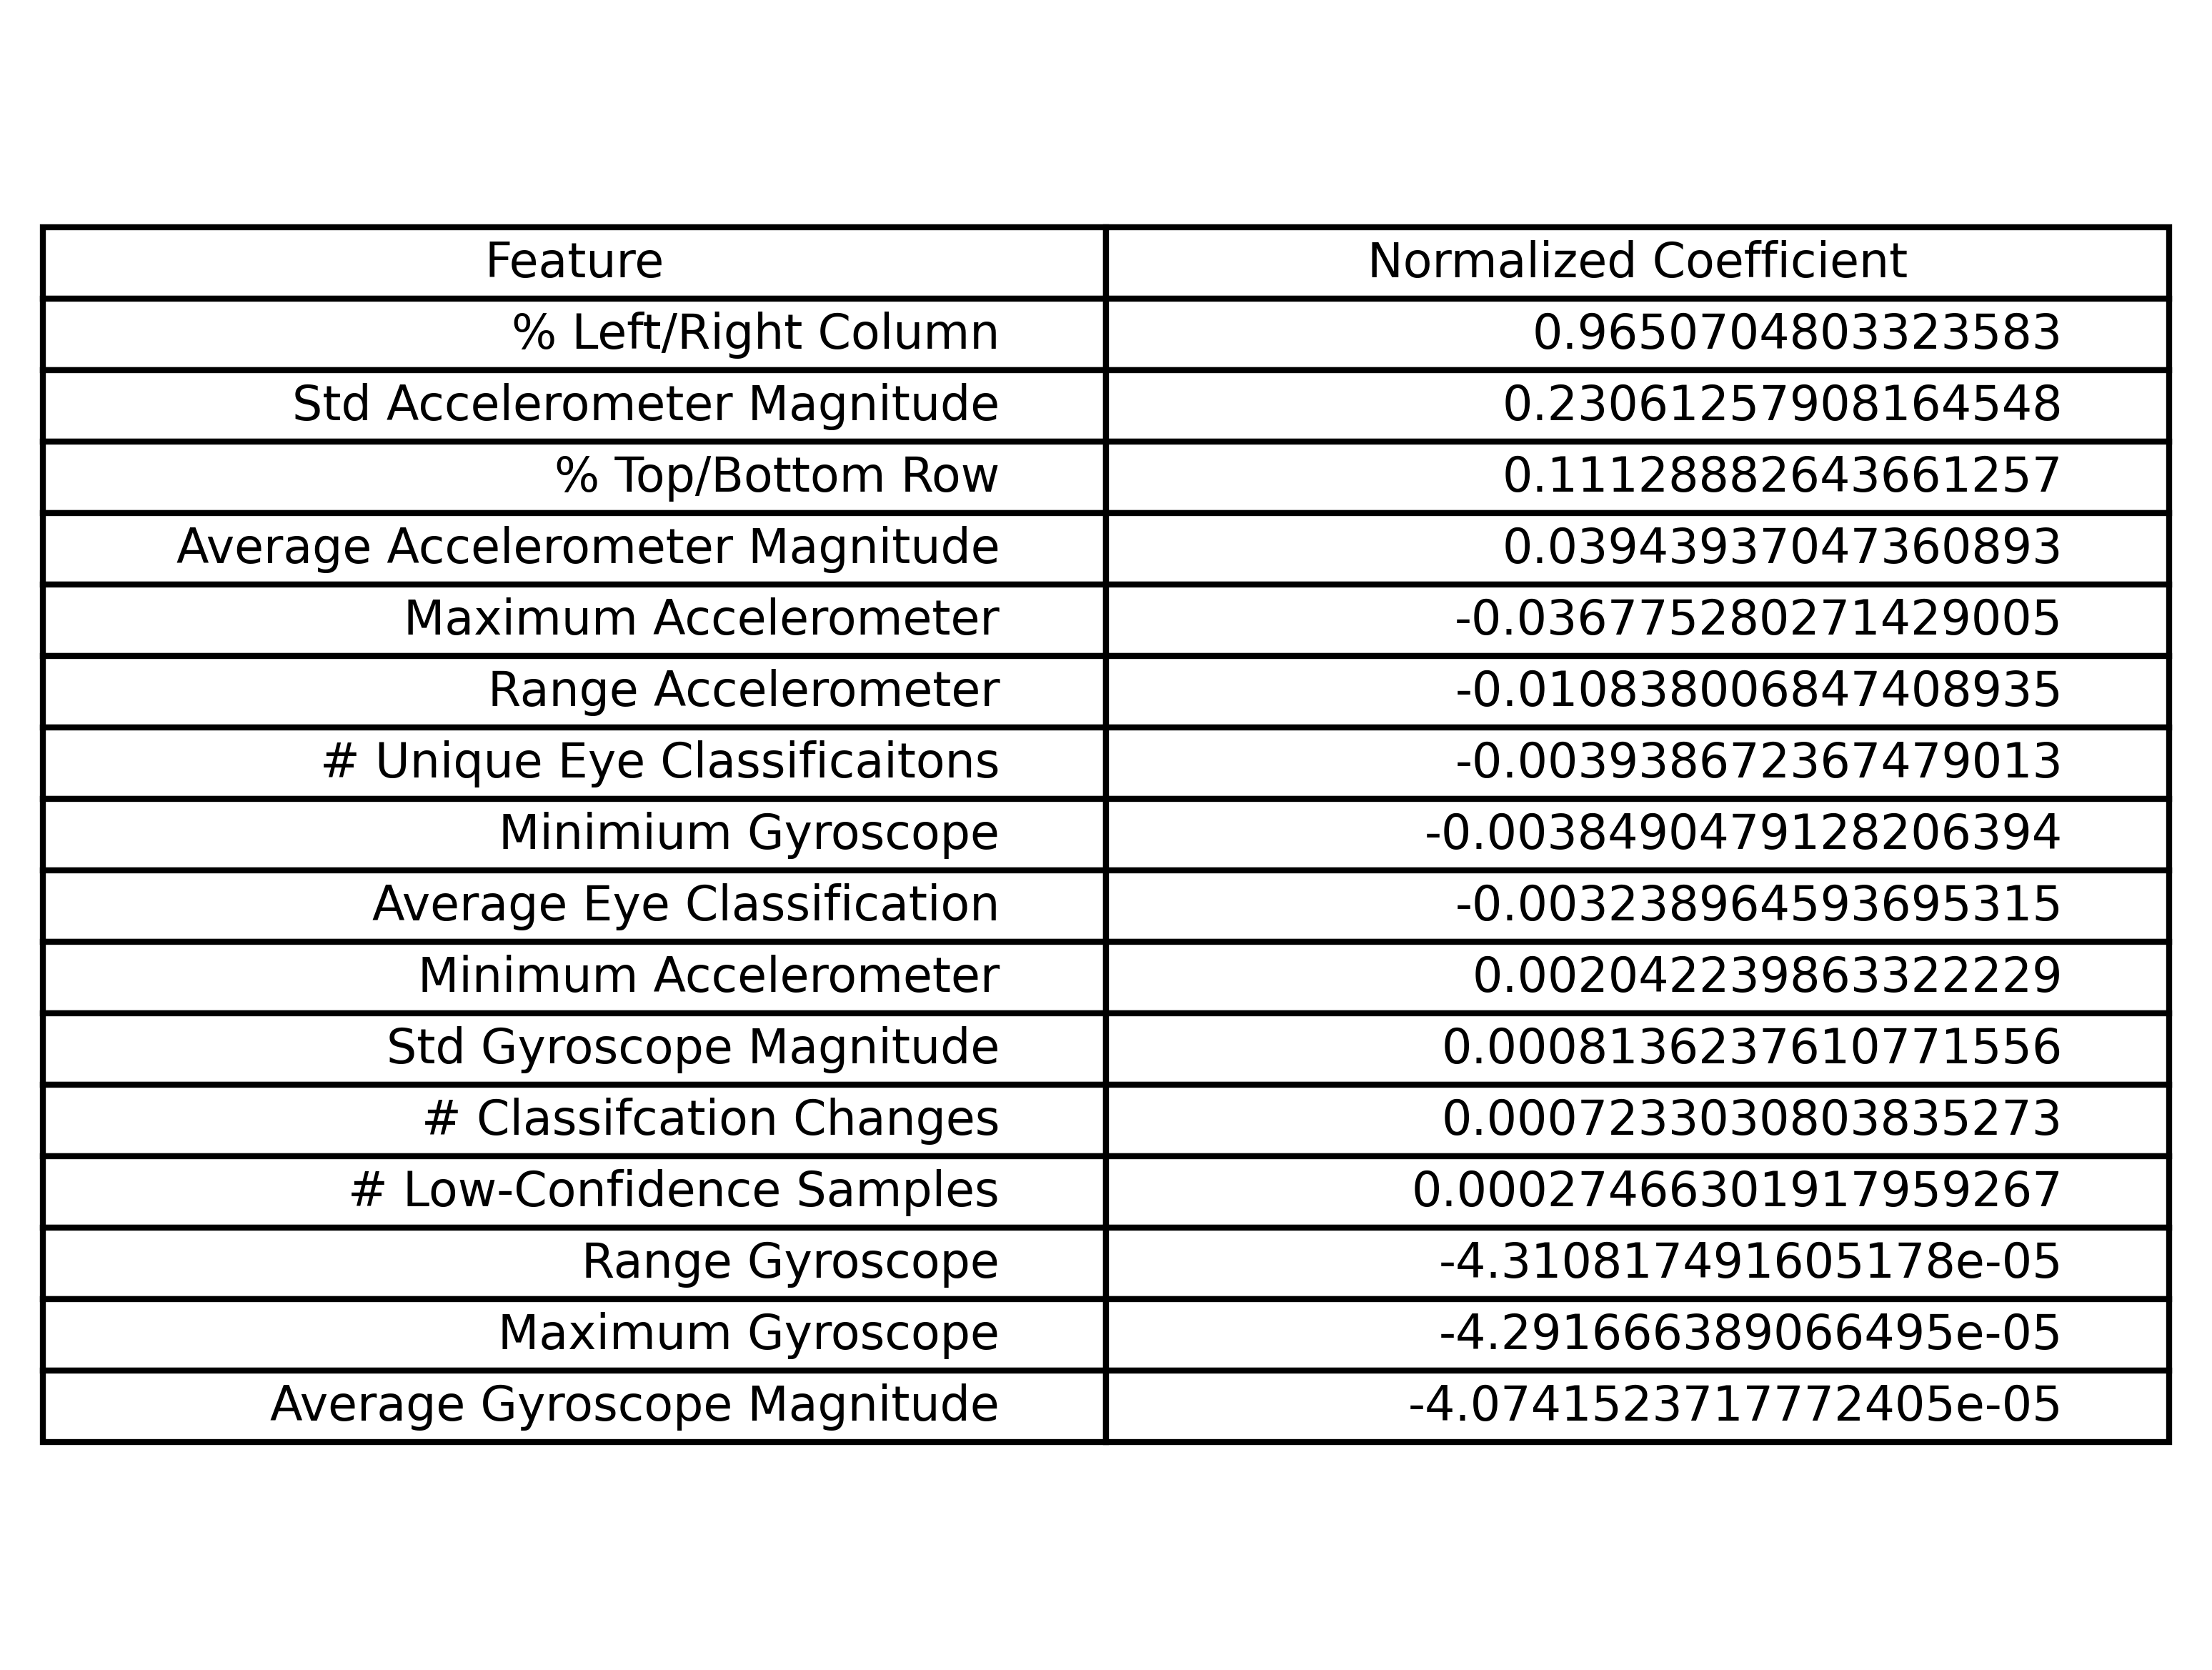 Feature Normalized Coefficient
% Left/Right Column 0.9650704803323583
Std Accelerometer Magnitude 0.23061257908164548
% Top/Bottom Row 0.11128882643661257
Average Accelerometer Magnitude 0.03943937047360893
Maximum Accelerometer -0.036775280271429005
Range Accelerometer -0.010838006847408935
# Unique Eye Classificaitons -0.003938672367479013
Minimium Gyroscope -0.0038490479128206394
Average Eye Classification -0.003238964593695315
Minimum Accelerometer 0.002042239863322229
Std Gyroscope Magnitude 0.0008136237610771556
# Classifcation Changes 0.0007233030803835273
# Low-Confidence Samples 0.00027466301917959267
Range Gyroscope -4.310817491605178e-05
Maximum Gyroscope -4.291666389066495e-05
Average Gyroscope Magnitude -4.0741523717772405e-05